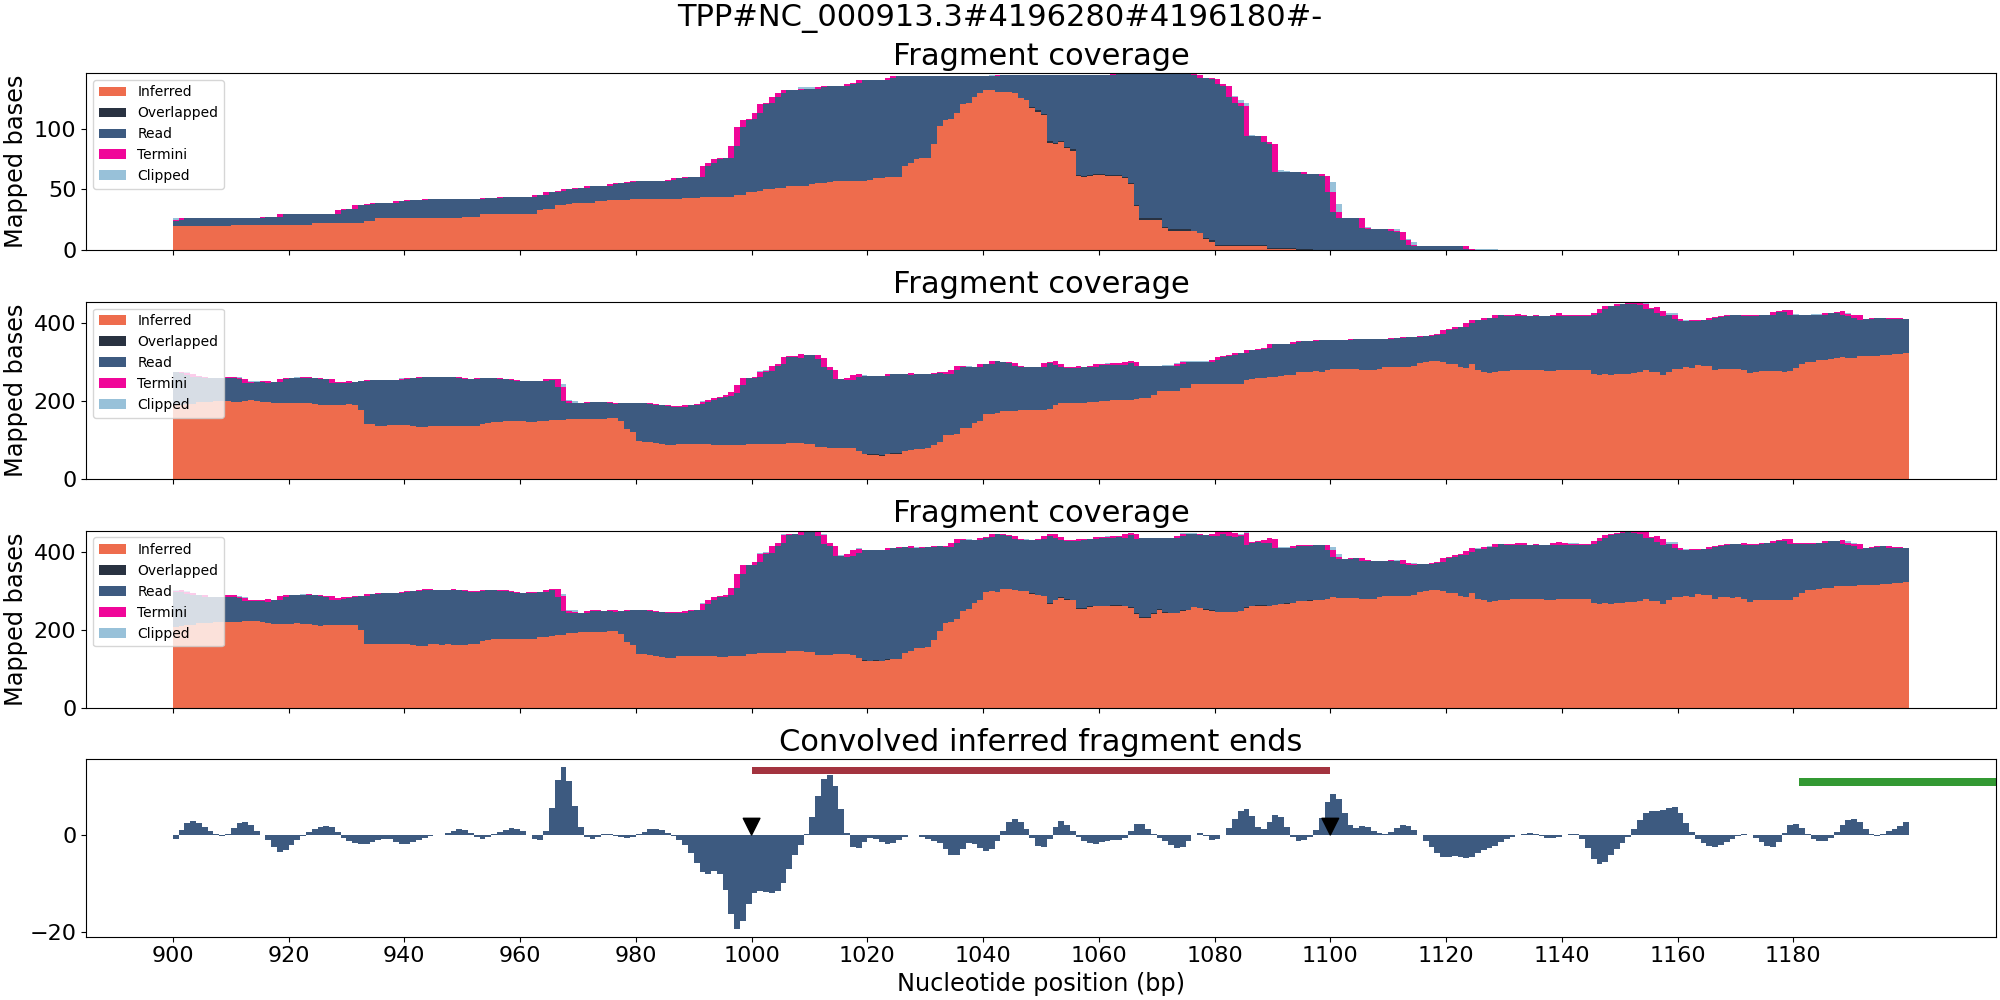 TPP#NC_000913.3#4196280#4196180#-
Fragment coverage
Mapped bases
100
50
0
Inferred
Overlapped
Read
Termini
Clipped
Fragment coverage
Mapped bases
400
200
0
Inferred
Overlapped
Read
Termini
Clipped
Fragment coverage
Mapped bases
400
200
0
Inferred
Overlapped
Read
Termini
Clipped
Convolved inferred fragment ends
0
−20
900 920 940 960 980 1000 1020 1040 1060 1080 1100 1120 1140 1160 1180
Nucleotide position (bp)